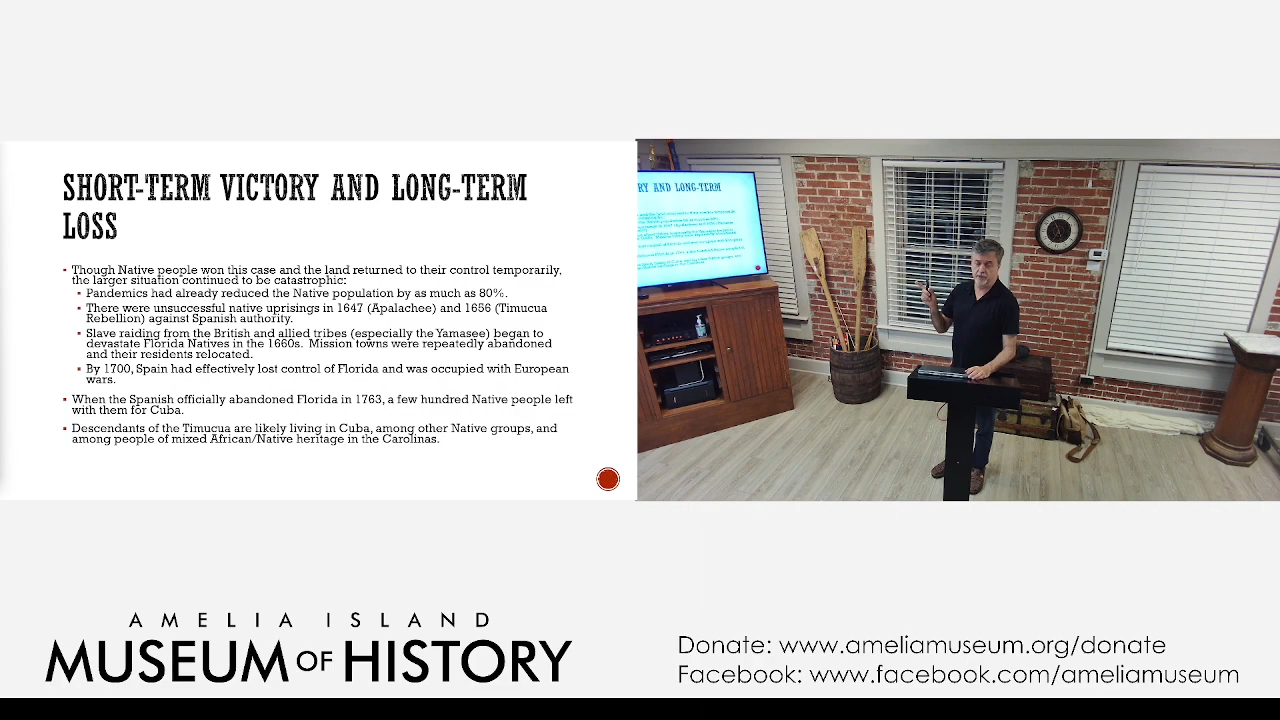 SHORT-TERM VICTORY AND LONG-TERM
LOSS
Though Native people won this case and the land returned to their control temporarily,
the larger situation continued to be catastrophic:
Pandemics had already reduced the Native population by as much as 80%.
There were unsuccessful native uprisings in 1647 (Apalachee) and 1656 (Timucua
Rebellion) against Spanish authority.
Slave raiding from the British and allied tribes (especially the Yamasee) began to
devastate Florida Natives in the 1660s. Mission towns were repeatedly abandoned
and their residents relocated.
By 1700, Spain had effectively lost control of Florida and was occupied with European
wars.
When the Spanish officially abandoned Florida in 1763, a few hundred Native people left
with them for Cuba.
Descendants of the Timucua are likely living in Cuba, among other Native groups, and
among people of mixed African/Native heritage in the Carolinas.
RY AND LONG-TERM
AMELIA ISLAND
MUSEUM OF HISTORY
Donate: www.ameliamuseum.org/donate
Facebook: www.facebook.com/ameliamuseum